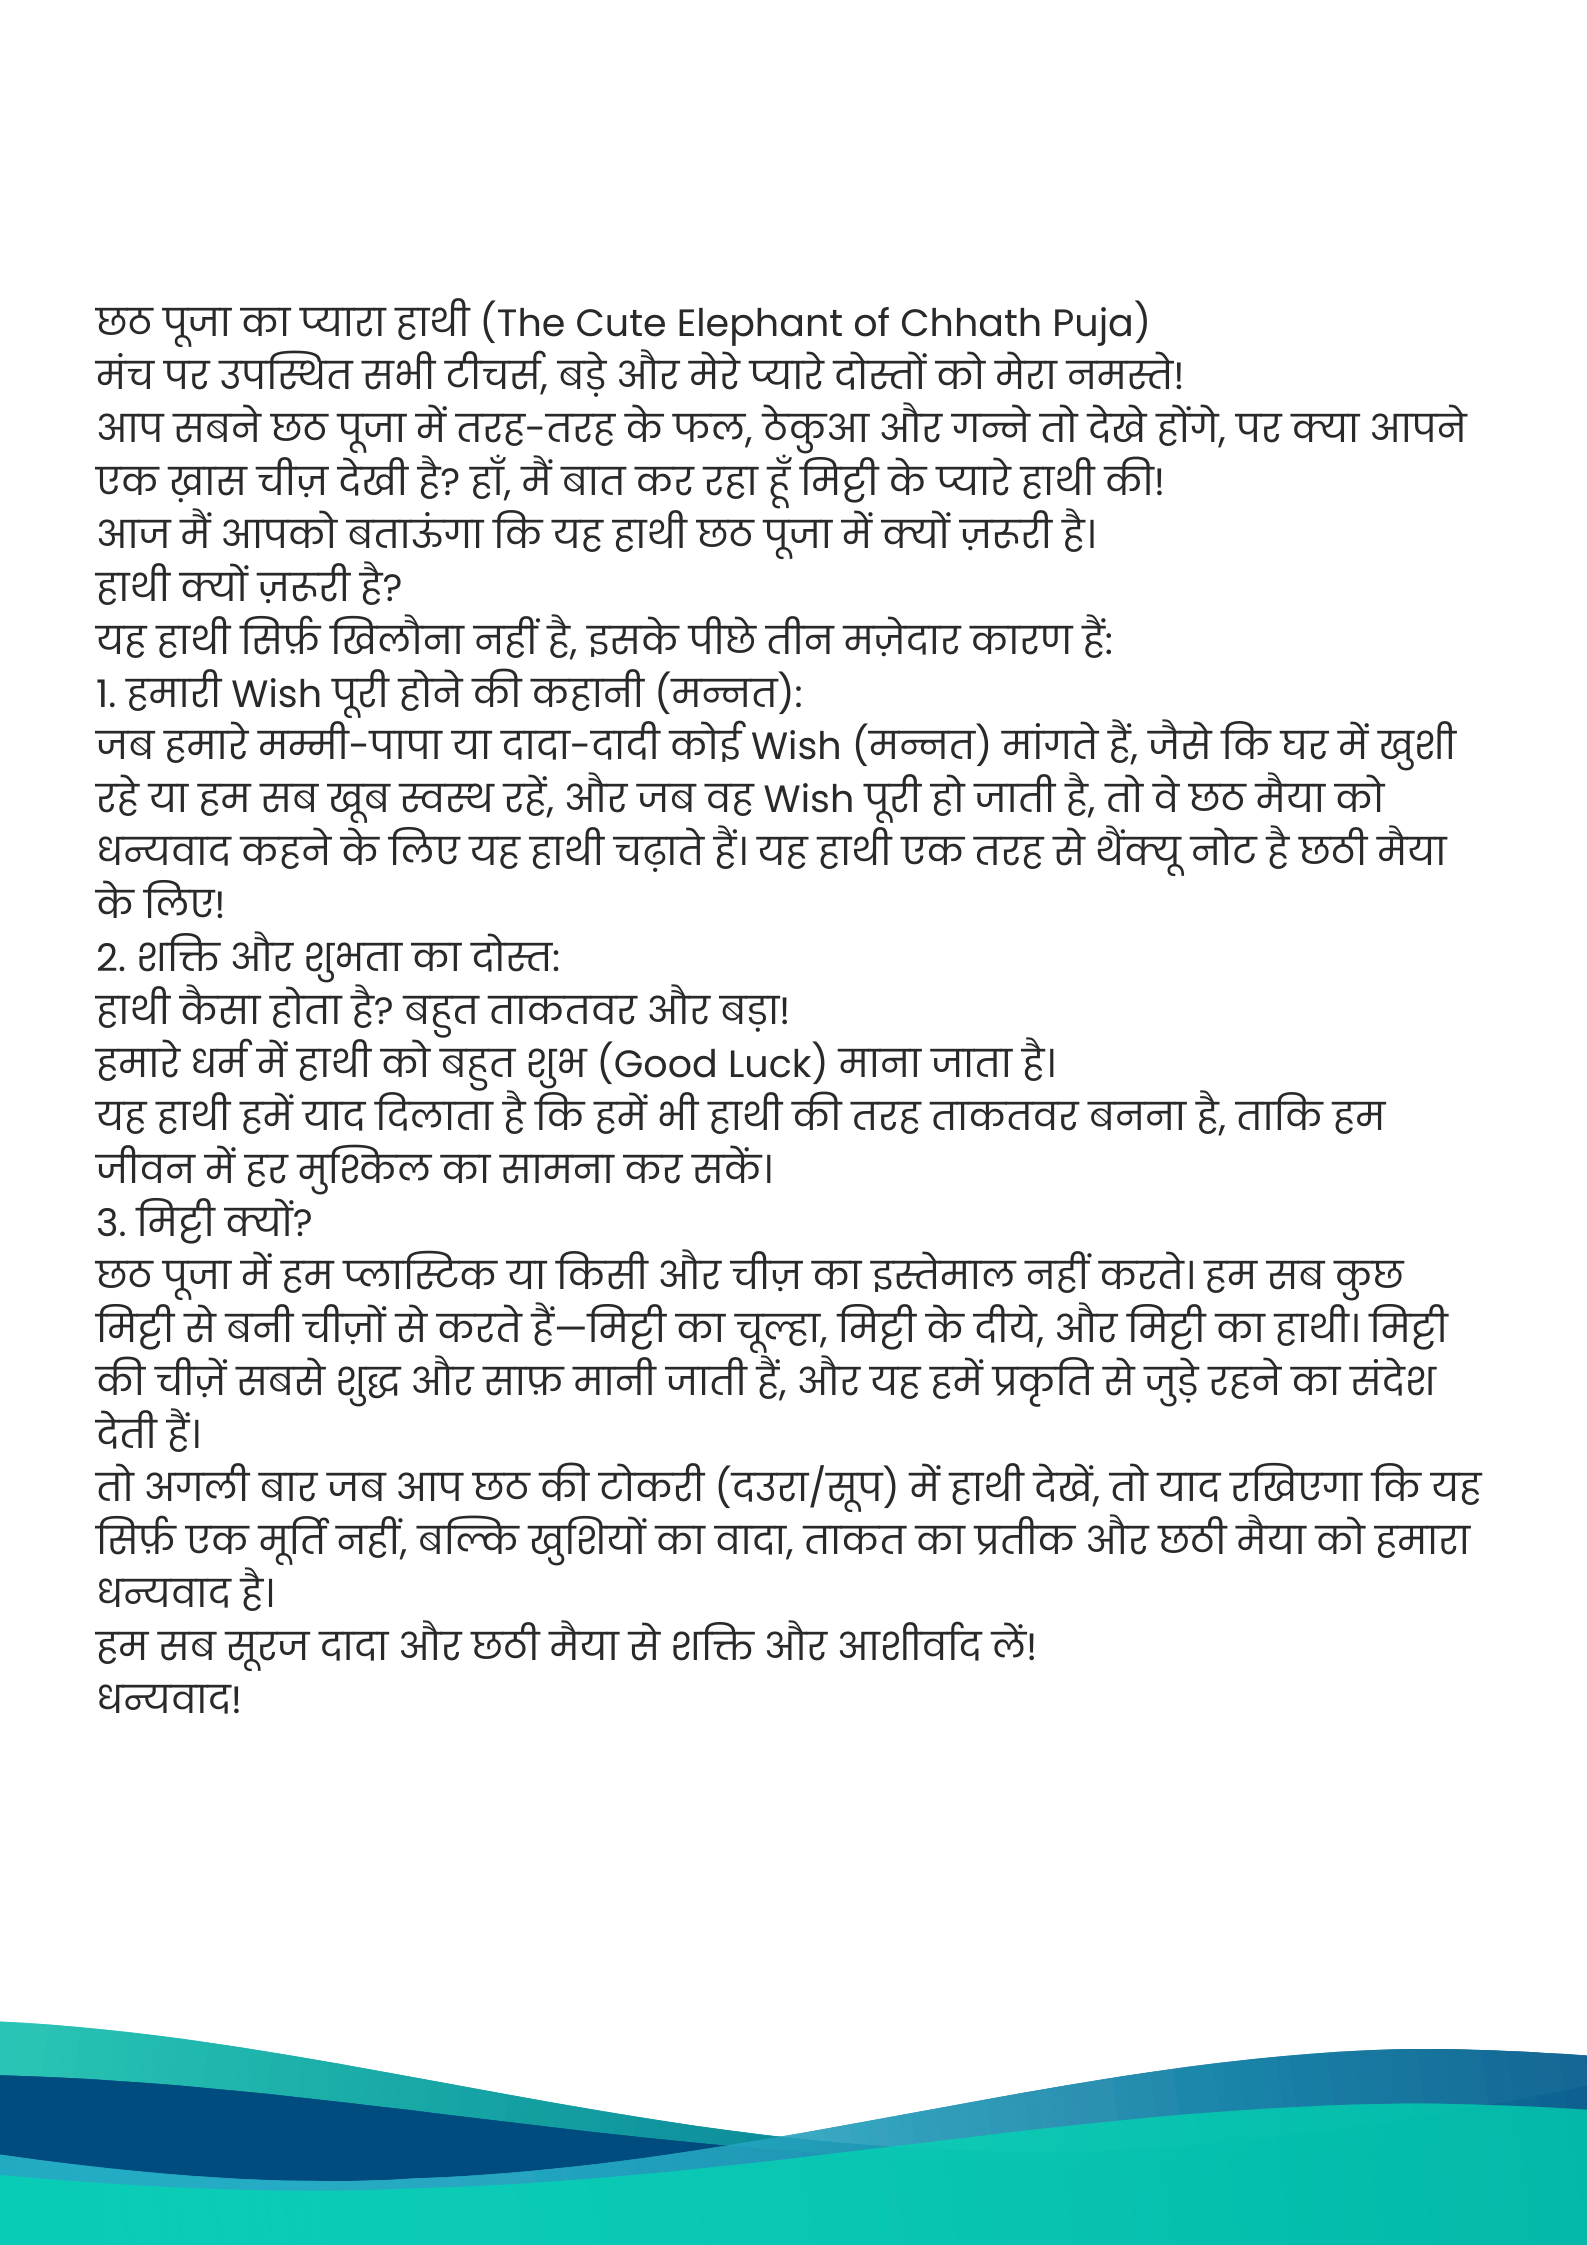 छठ पूजा का प्यारा हाथी (The Cute Elephant of Chhath Puja)
मंच पर उपस्थित सभी टीचर्स, बड़े और मेरे प्यारे दोस्तों को मेरा नमस्ते!
आप सबने छठ पूजा में तरह-तरह के फल, ठेकुआ और गन्ने तो देखे होंगे, पर क्या आपने
एक ख़ास चीज़ देखी है? हाँ, मैं बात कर रहा हूँ मिट्टी के प्यारे हाथी की!
आज मैं आपको बताऊंगा कि यह हाथी छठ पूजा में क्यों ज़रूरी है।
हाथी क्यों ज़रूरी है?
यह हाथी सिर्फ़ खिलौना नहीं है, इसके पीछे तीन मज़ेदार कारण हैं:
1. हमारी Wish पूरी होने की कहानी (मन्नत):
जब हमारे मम्मी-पापा या दादा-दादी कोई Wish (मन्नत) मांगते हैं, जैसे कि घर में खुशी
रहे या हम सब खूब स्वस्थ रहें, और जब वह Wish पूरी हो जाती है, तो वे छठ मैया को
धन्यवाद कहने के लिए यह हाथी चढ़ाते हैं। यह हाथी एक तरह से थैंक्यू नोट है छठी मैया
के लिए!
2. शक्ति और शुभता का दोस्त:
हाथी कैसा होता है? बहुत ताकतवर और बड़ा!
हमारे धर्म में हाथी को बहुत शुभ (Good Luck) माना जाता है।
यह हाथी हमें याद दिलाता है कि हमें भी हाथी की तरह ताकतवर बनना है, ताकि हम
जीवन में हर मुश्किल का सामना कर सकें।
3. मिट्टी क्यों?
छठ पूजा में हम प्लास्टिक या किसी और चीज़ का इस्तेमाल नहीं करते। हम सब कुछ
मिट्टी से बनी चीज़ों से करते हैं—मिट्टी का चूल्हा, मिट्टी के दीये, और मिट्टी का हाथी। मिट्टी
की चीज़ें सबसे शुद्ध और साफ़ मानी जाती हैं, और यह हमें प्रकृति से जुड़े रहने का संदेश
देती हैं।
तो अगली बार जब आप छठ की टोकरी (दउरा/सूप) में हाथी देखें, तो याद रखिएगा कि यह
सिर्फ़ एक मूर्ति नहीं, बल्कि खुशियों का वादा, ताकत का प्रतीक और छठी मैया को हमारा
धन्यवाद है।
हम सब सूरज दादा और छठी मैया से शक्ति और आशीर्वाद लें!
धन्यवाद!